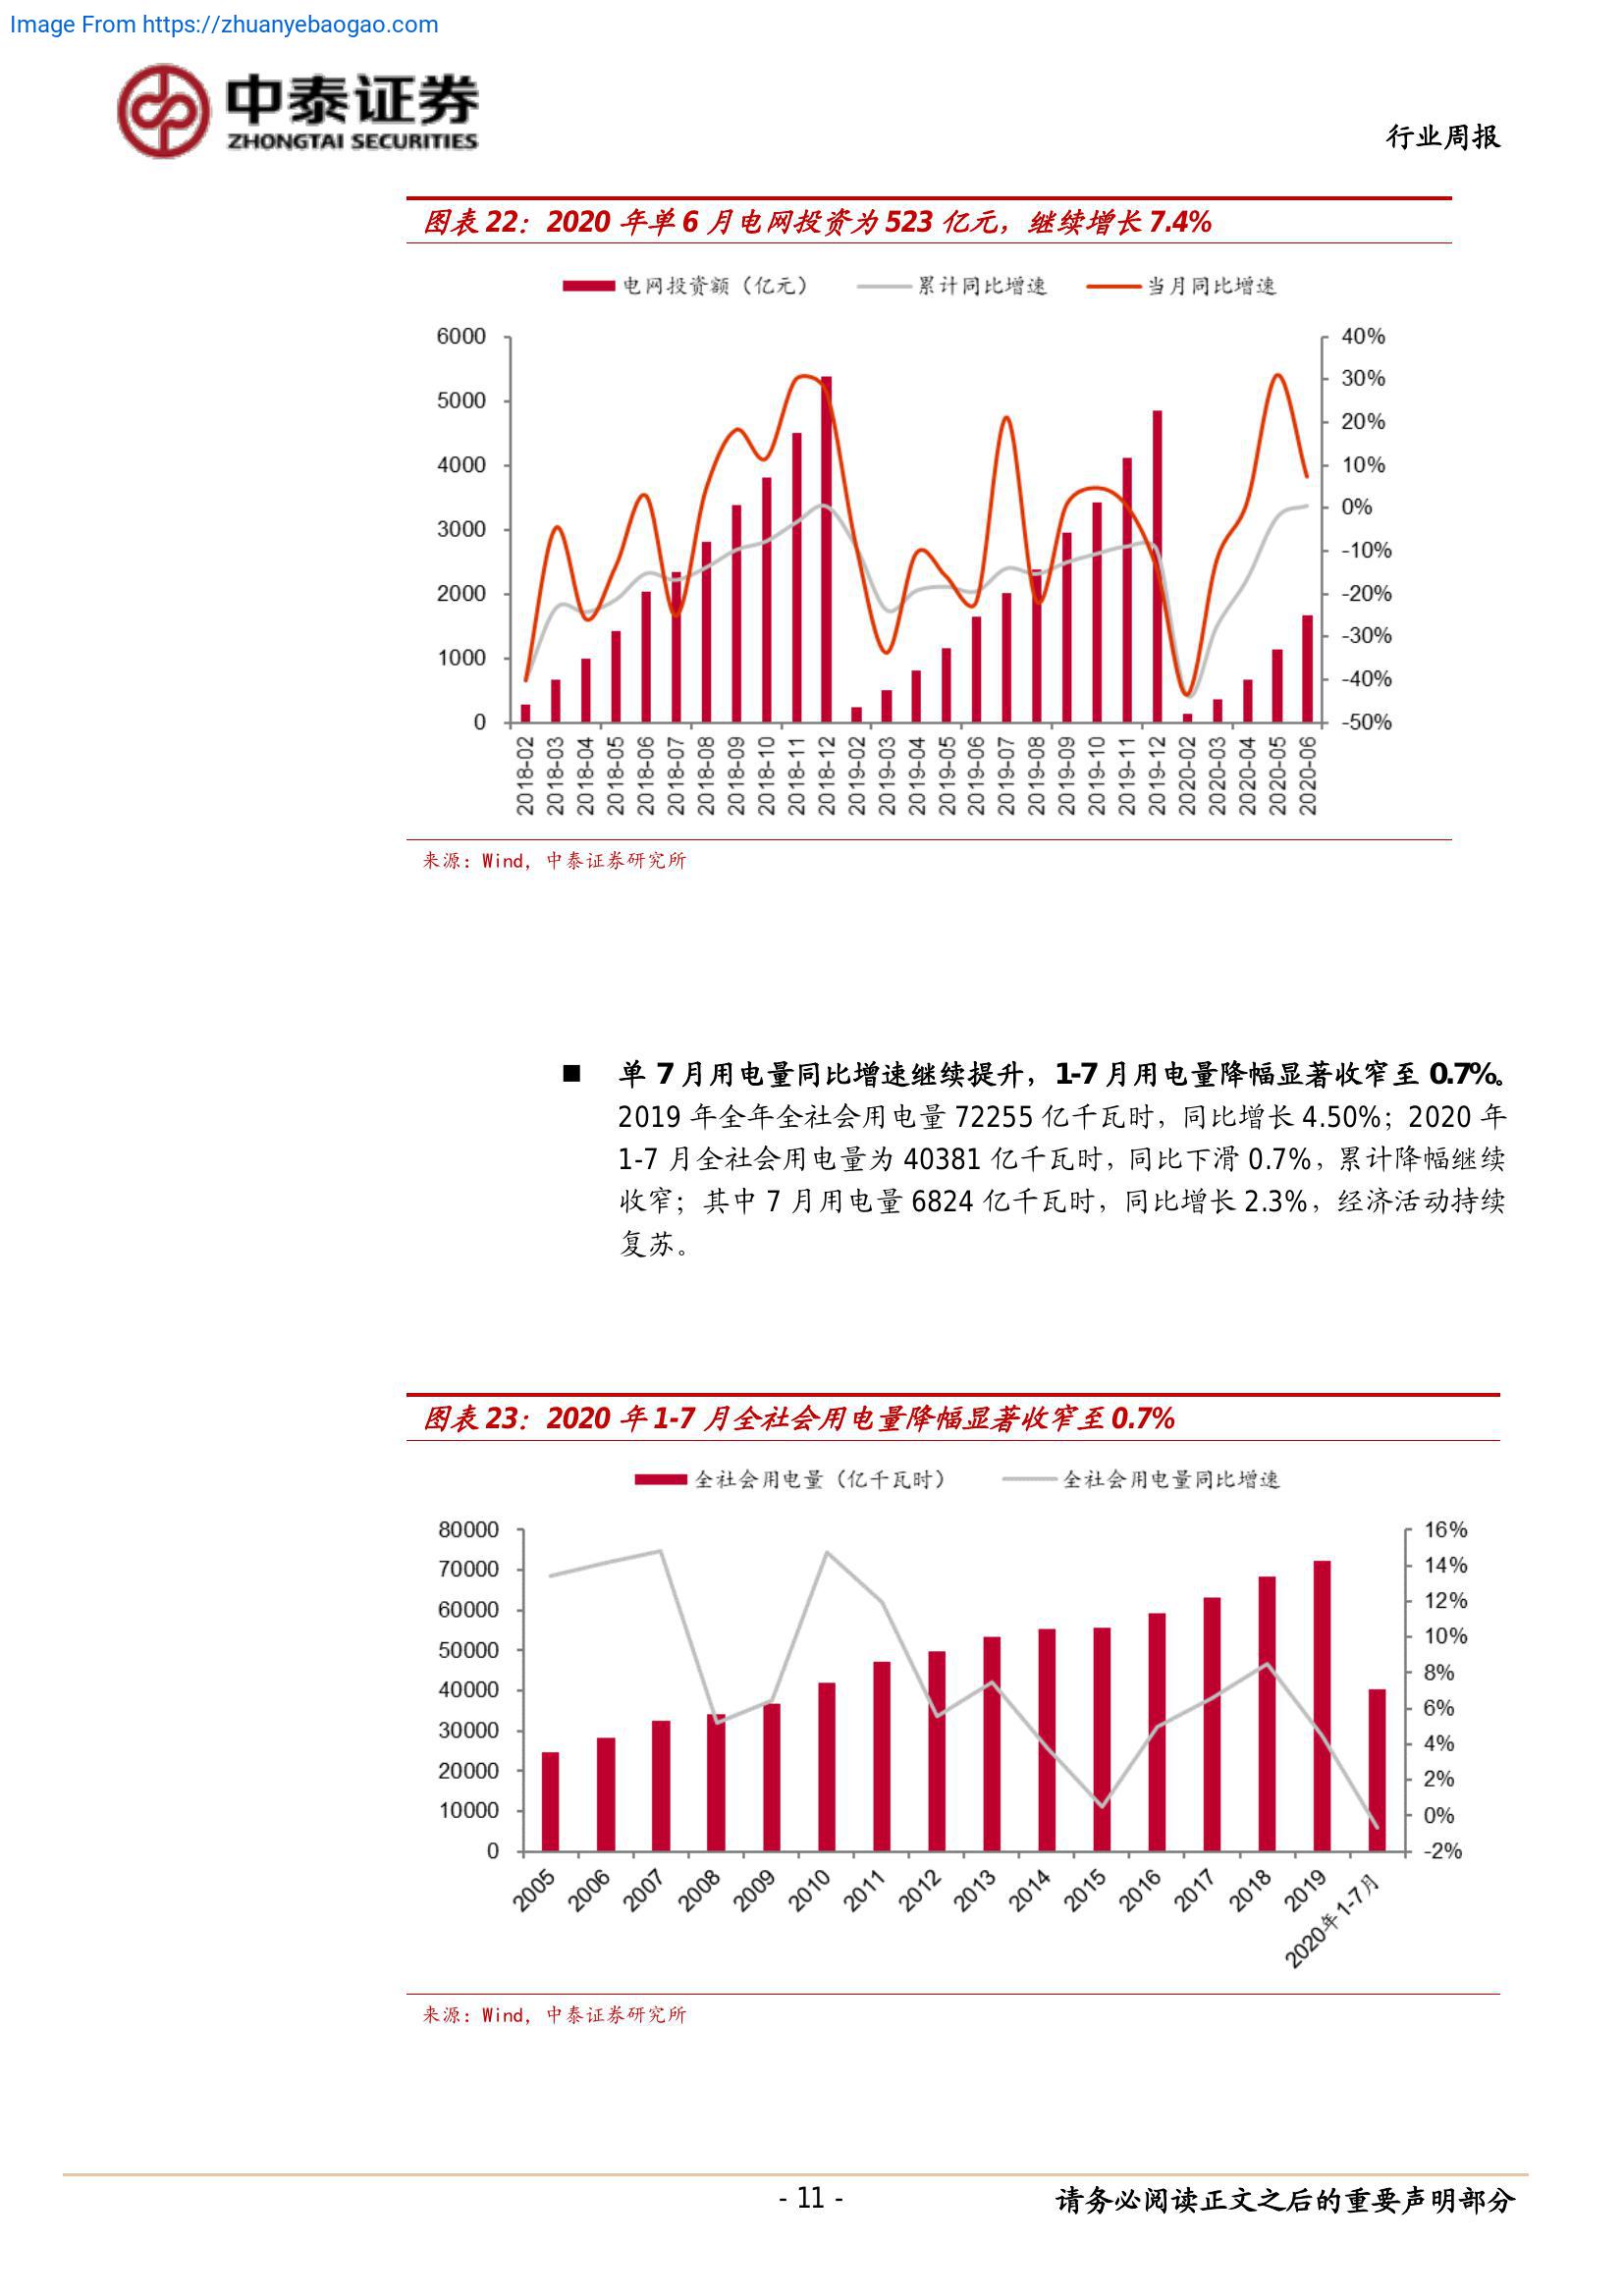 Image From https://zhuanyebaogao.com
中泰证券
ZHONGTAI SECURITIES
行业周报
图表 22：2020 年单 6 月电网投资为 523 亿元，继续增长 7.4%
电网投资额（亿元） 累计同比增速 当月同比增速
6000 40%
5000 30%
4000 20%
3000 10%
2000 0%
1000 -10%
0 -20%
-30%
-40%
-50%
2018-02 2018-03 2018-04 2018-05 2018-06 2018-07 2018-08 2018-09 2018-10 2018-11 2018-12 2019-02 2019-03 2019-04 2019-05 2019-06 2019-07 2019-08 2019-09 2019-10 2019-11 2019-12 2020-02 2020-03 2020-04 2020-05 2020-06
来源：Wind，中泰证券研究所
■ 单 7 月用电量同比增速继续提升，1-7 月用电量降幅显著收窄至 0.7%。
2019 年全年全社会用电量 72255 亿千瓦时，同比增长 4.50%；2020 年
1-7 月全社会用电量为 40381 亿千瓦时，同比下滑 0.7%，累计降幅继续
收窄；其中 7 月用电量 6824 亿千瓦时，同比增长 2.3%，经济活动持续
复苏。
图表 23：2020 年 1-7 月全社会用电量降幅显著收窄至 0.7%
全社会用电量（亿千瓦时） 全社会用电量同比增速
80000 16%
70000 14%
60000 12%
50000 10%
40000 8%
30000 6%
20000 4%
10000 2%
0 0%
-2%
2005 2006 2007 2008 2009 2010 2011 2012 2013 2014 2015 2016 2017 2018 2019 2020年1-7月
来源：Wind，中泰证券研究所
- 11 -
请务必阅读正文之后的重要声明部分